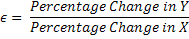 ϵ = Percentage Change in Y / Percentage Change in X